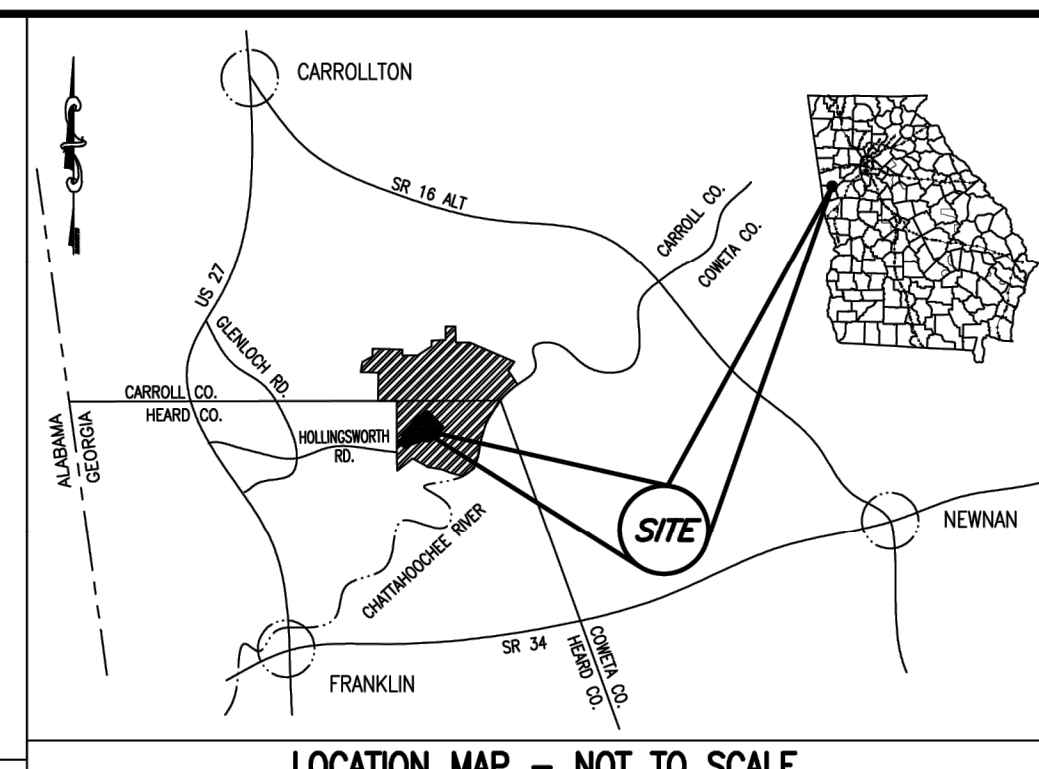 CARROLLTON
SR 16 ALT
CARROLL CO.
COWETA CO.
US 27
GLENLOCH RD.
CARROLL CO.
HEARD CO.
ALABAMA
GEORGIA
HOLLINGSWORTH
RD.
CHATTAHOOCHEE RIVER
SITE
NEWNAN
SR 34
COWETA CO.
HEARD CO.
FRANKLIN
LOCATION MAP – NOT TO SCALE